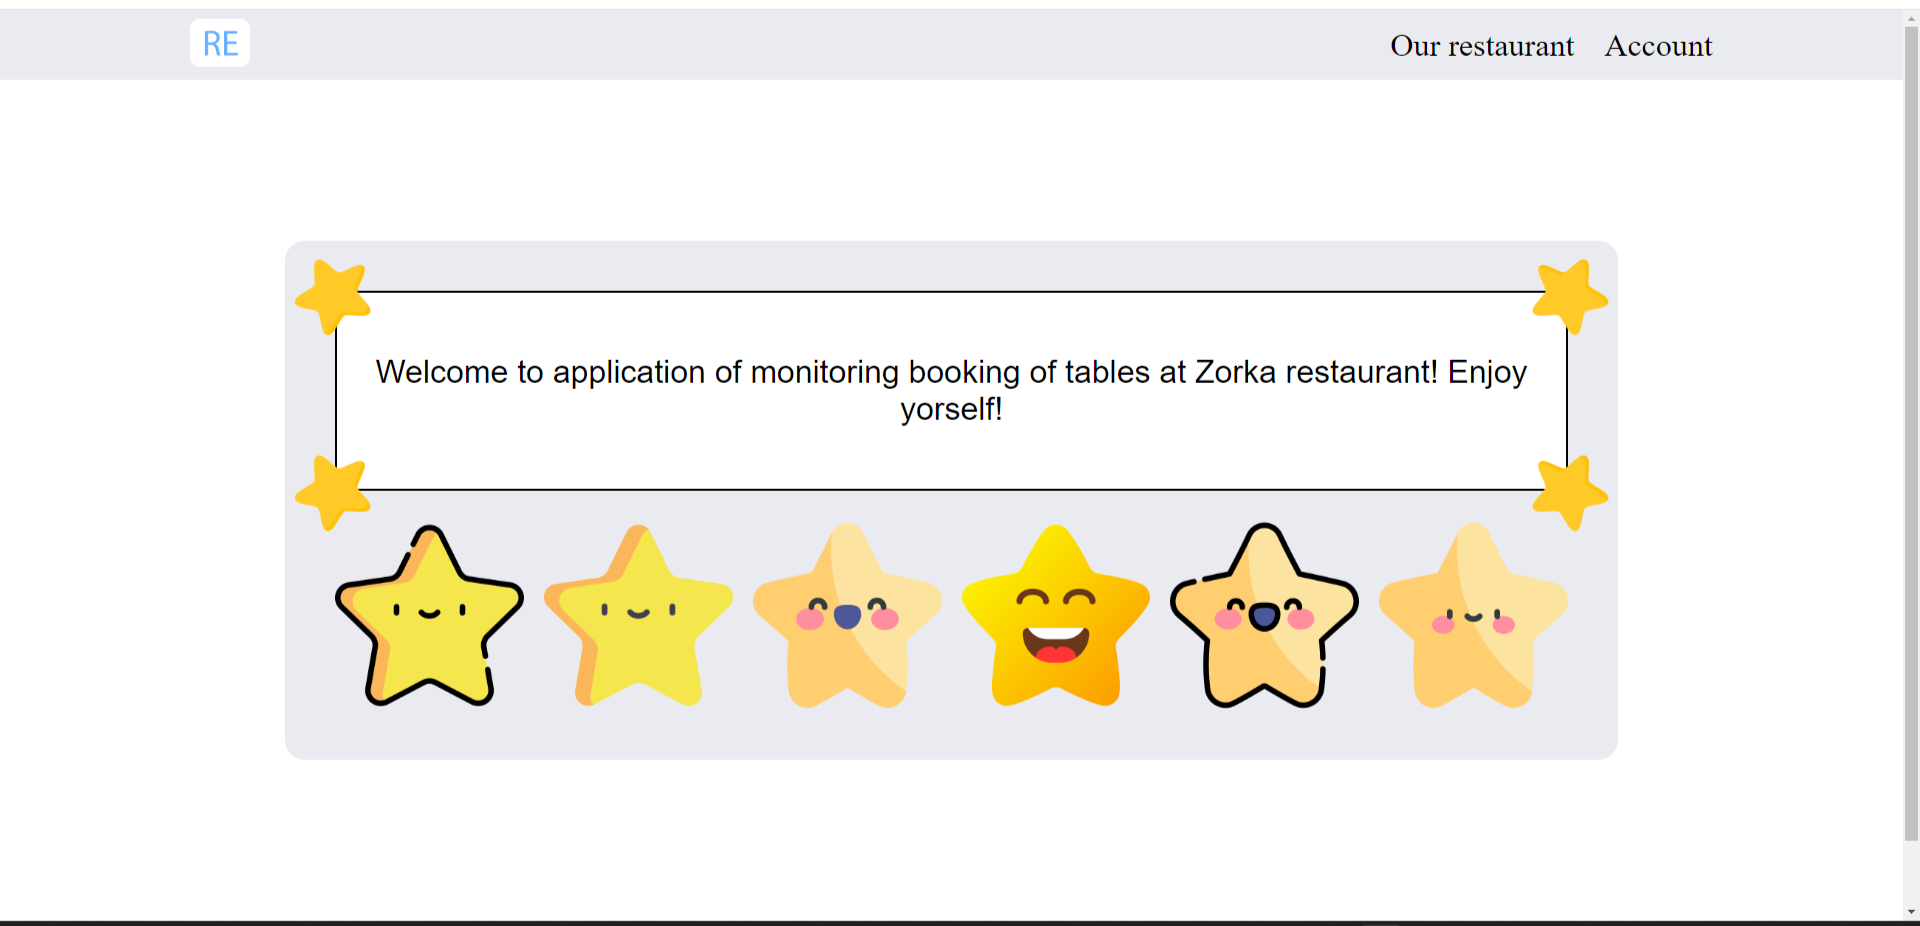 RE
Our restaurant Account
Welcome to application of monitoring booking of tables at Zorka restaurant! Enjoy
yorself!